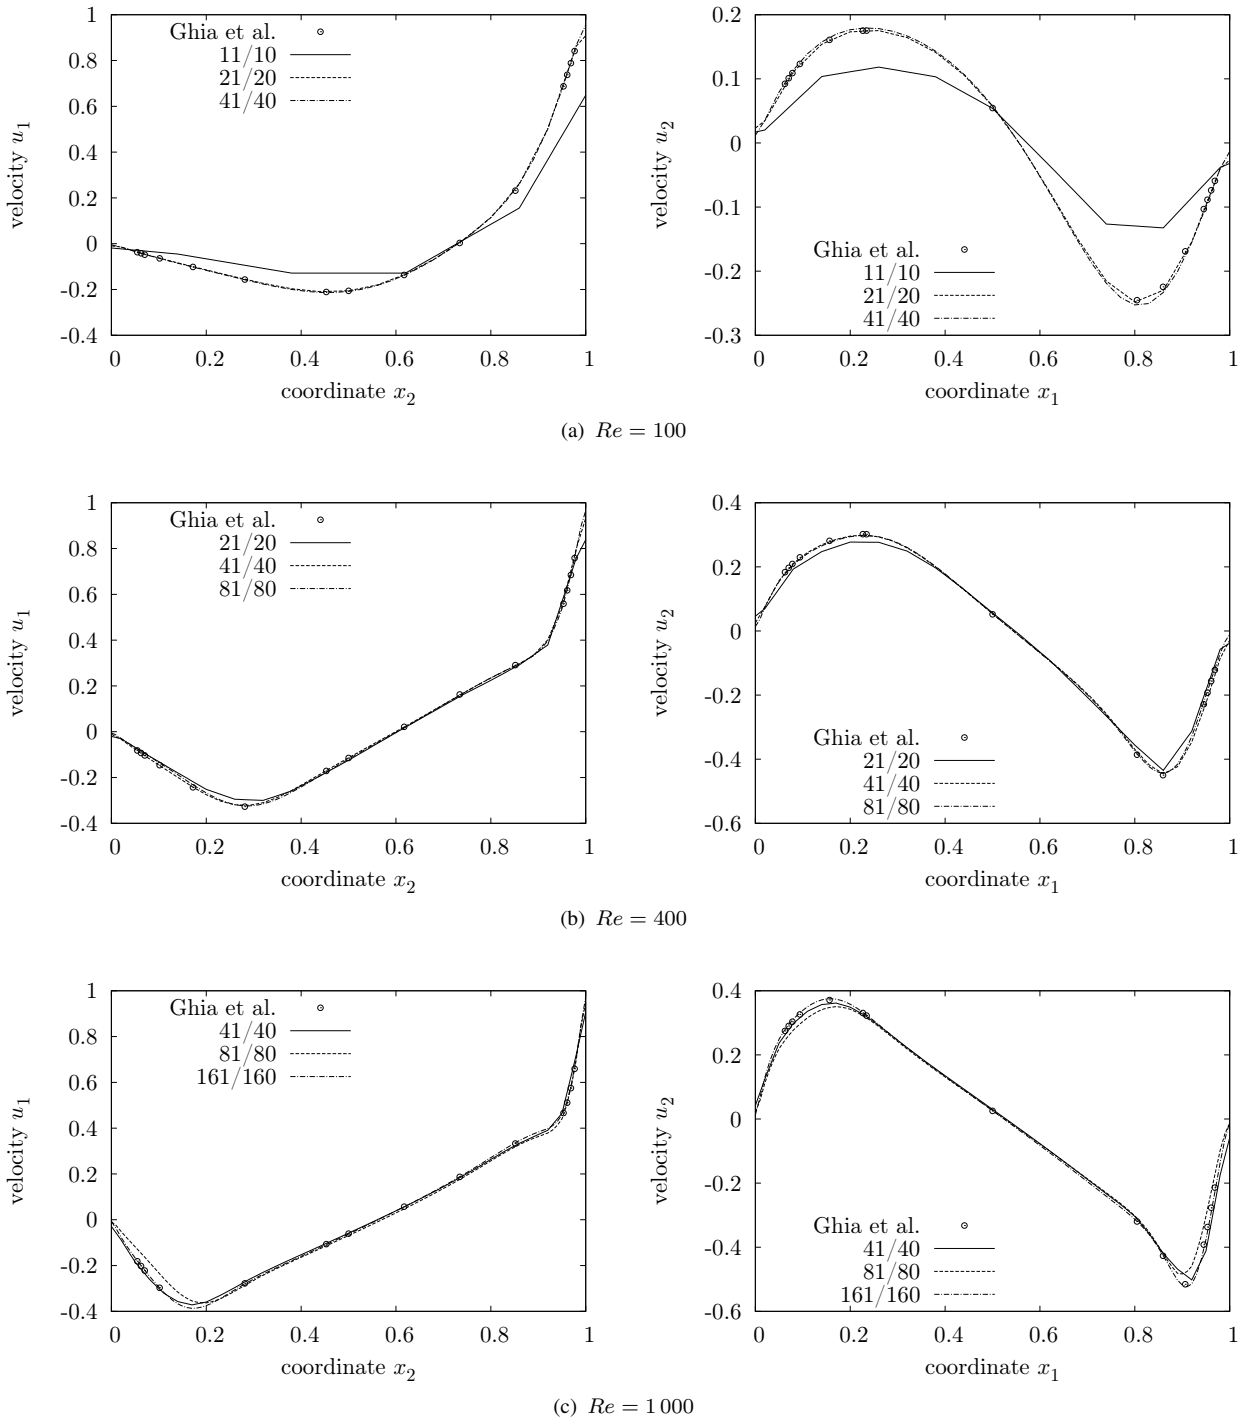 1
0.8
0.6
0.4
0.2
0
-0.2
-0.4
velocity u₁
Ghia et al.
11/10
21/20
41/40
0 0.2 0.4 0.6 0.8 1
coordinate x₂
0.2
0.1
0
-0.1
-0.2
-0.3
velocity u₂
Ghia et al.
11/10
21/20
41/40
0 0.2 0.4 0.6 0.8 1
coordinate x₁
(a) Re = 100
1
0.8
0.6
0.4
0.2
0
-0.2
-0.4
velocity u₁
Ghia et al.
21/20
41/40
81/80
0 0.2 0.4 0.6 0.8 1
coordinate x₂
0.4
0.2
0
-0.2
-0.4
-0.6
velocity u₂
Ghia et al.
21/20
41/40
81/80
0 0.2 0.4 0.6 0.8 1
coordinate x₁
(b) Re = 400
1
0.8
0.6
0.4
0.2
0
-0.2
-0.4
velocity u₁
Ghia et al.
41/40
81/80
161/160
0 0.2 0.4 0.6 0.8 1
coordinate x₂
0.4
0.2
0
-0.2
-0.4
-0.6
velocity u₂
Ghia et al.
41/40
81/80
161/160
0 0.2 0.4 0.6 0.8 1
coordinate x₁
(c) Re = 1 000